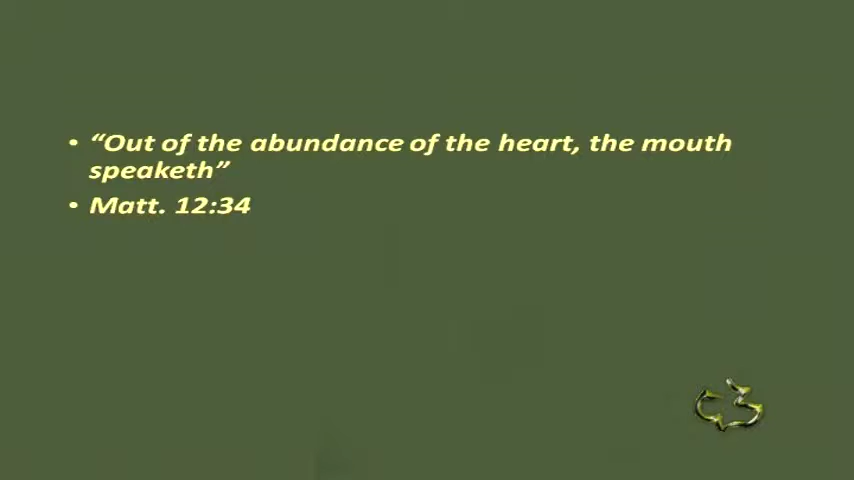 • “Out of the abundance of the heart, the mouth
speaketh”
• Matt. 12:34